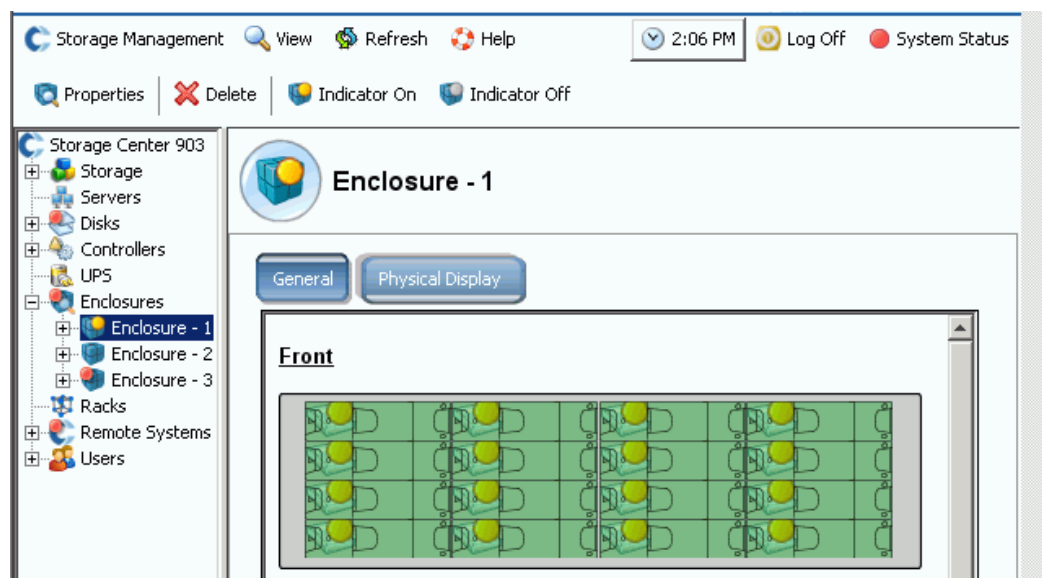 Storage Management View Refresh Help 2:06 PM Log Off System Status
Properties Delete Indicator On Indicator Off
Storage Center 903
Storage
Servers
Disks
Controllers
UPS
Enclosures
Enclosure - 1
Enclosure - 2
Enclosure - 3
Racks
Remote Systems
Users
Enclosure - 1
General Physical Display
Front